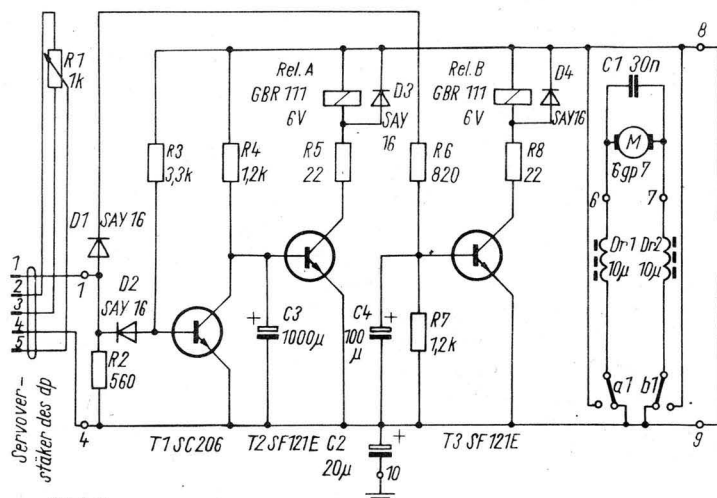 R1
1k
Rel. A
GBR 111
6V
D3
SAY
16
Rel. B
GBR 111
6V
D4
SAY16
8
C1 30n
M
6gp7
R3
3,3k
R4
1,2k
R5
22
R6
820
R8
22
6
7
D1
SAY 16
1
2
3
4
5
1
D2
SAY 16
Dr1
10µ
Dr2
10µ
R2
560
C3
1000µ
C4
100
µ
R7
1,2k
a1
b1
Servover-
stäker des dp
4
T1 SC206
T2 SF121E
C2
20µ
10
T3 SF121E
9